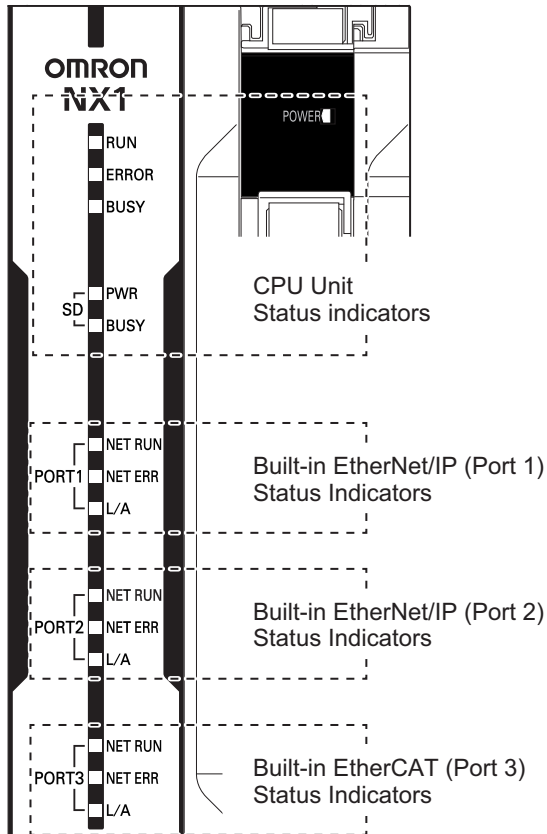 OMRON
NX1
POWER
RUN
ERROR
BUSY
SD
PWR
BUSY
CPU Unit
Status indicators
PORT1
NET RUN
NET ERR
L/A
Built-in EtherNet/IP (Port 1)
Status Indicators
PORT2
NET RUN
NET ERR
L/A
Built-in EtherNet/IP (Port 2)
Status Indicators
PORT3
NET RUN
NET ERR
L/A
Built-in EtherCAT (Port 3)
Status Indicators